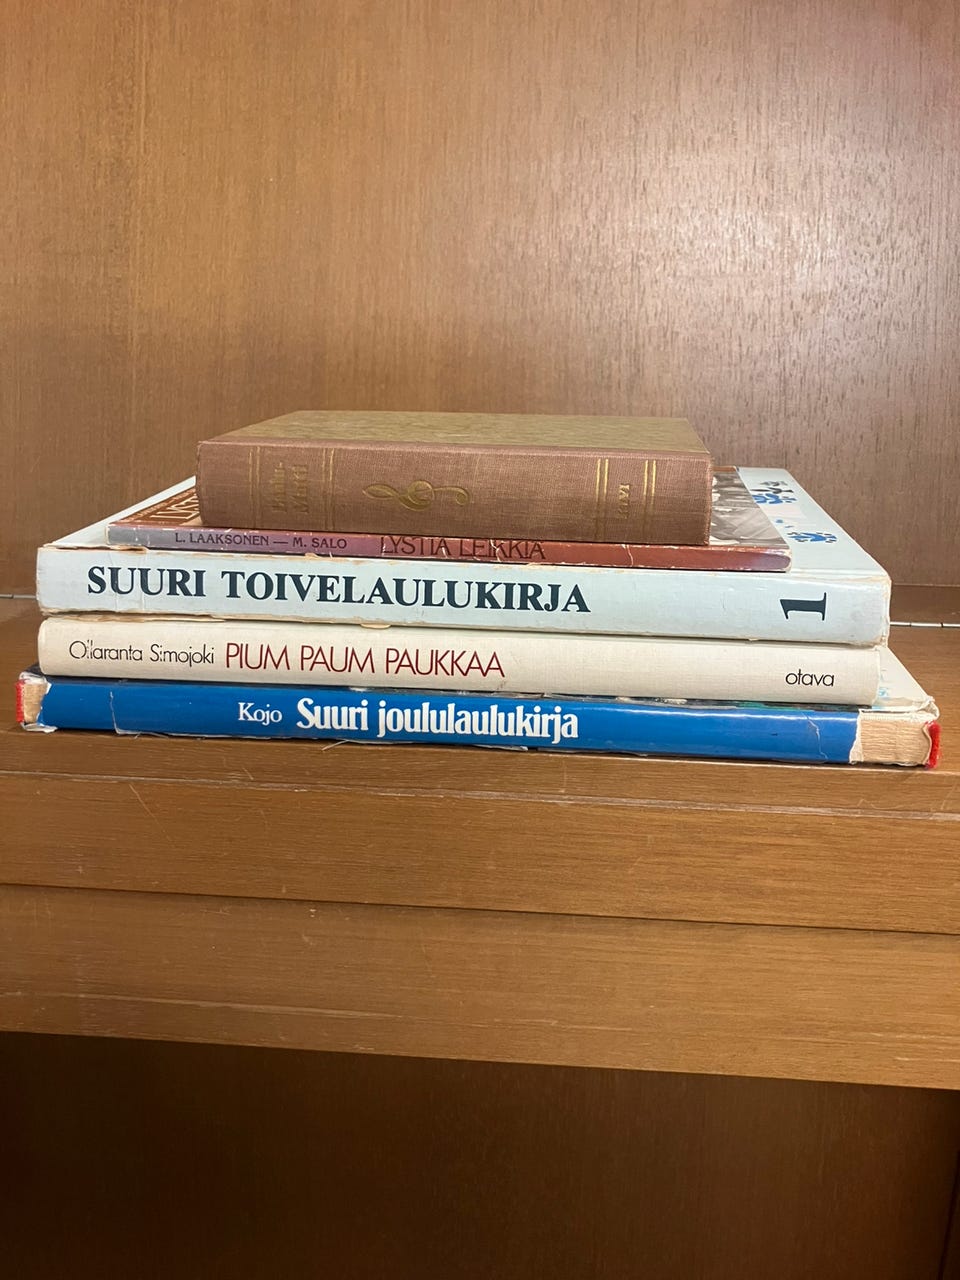 L. LAAKSONEN — M. SALO LYSTIÄ LEIKKIÄ
SUURI TOIVELAULUKIRJA 1
Ollaranta Simojoki PIUM PAUM PAUKKAA otava
Kojo Suuri joululaulukirja